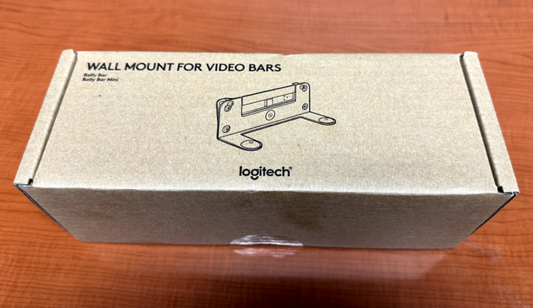 WALL MOUNT FOR VIDEO BARS
Rally Bar
Rally Bar Mini
logitech®